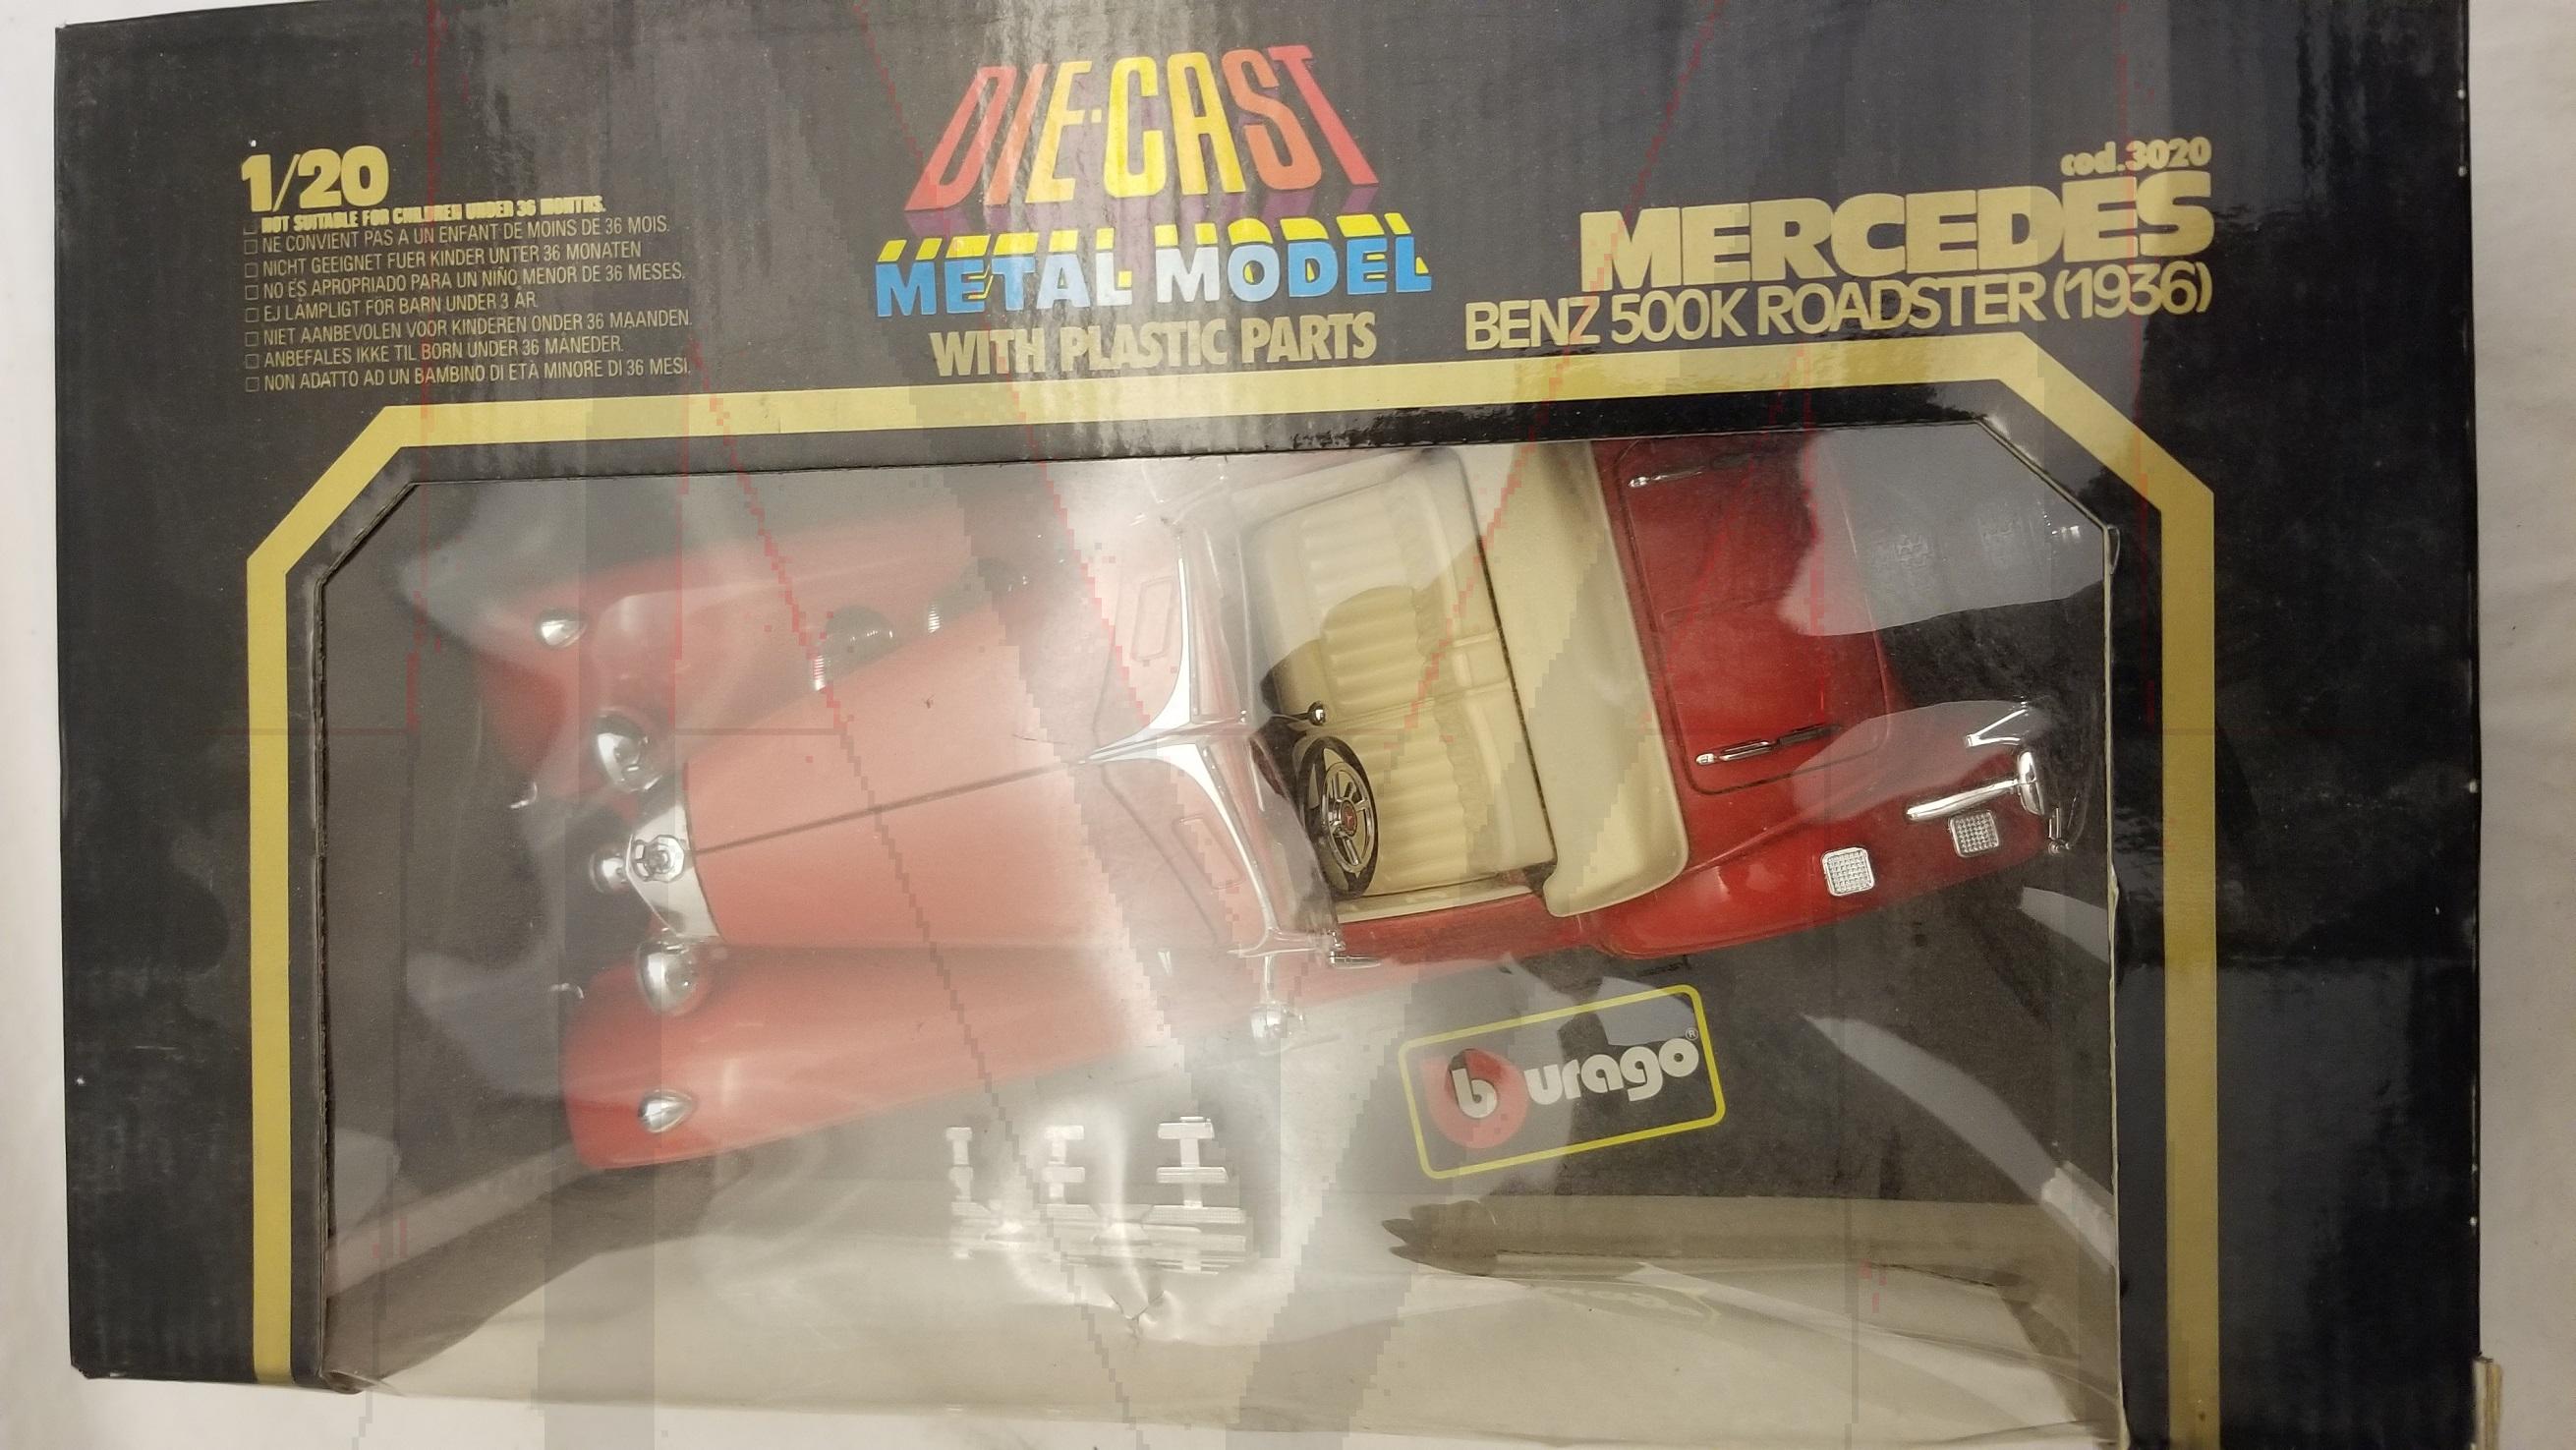 1/20
NOT SUITABLE FOR CHILDREN UNDER 36 MONTHS.
NE CONVIENT PAS A UN ENFANT DE MOINS DE 36 MOIS.
NICHT GEEIGNET FUER KINDER UNTER 36 MONATEN
NO ES APROPRIADO PARA UN NIÑO MENOR DE 36 MESES.
EJ LÄMPLIGT FÖR BARN UNDER 3 ÅR.
NIET AANBEVOLEN VOOR KINDEREN ONDER 36 MAANDEN.
ANBEFALES IKKE TIL BORN UNDER 36 MÅNEDER.
NON ADATTO AD UN BAMBINO DI ETÀ MINORE DI 36 MESI.
DIE·CAST
METAL MODEL
WITH PLASTIC PARTS
cod.3020
MERCEDES
BENZ 500K ROADSTER (1936)
burago®